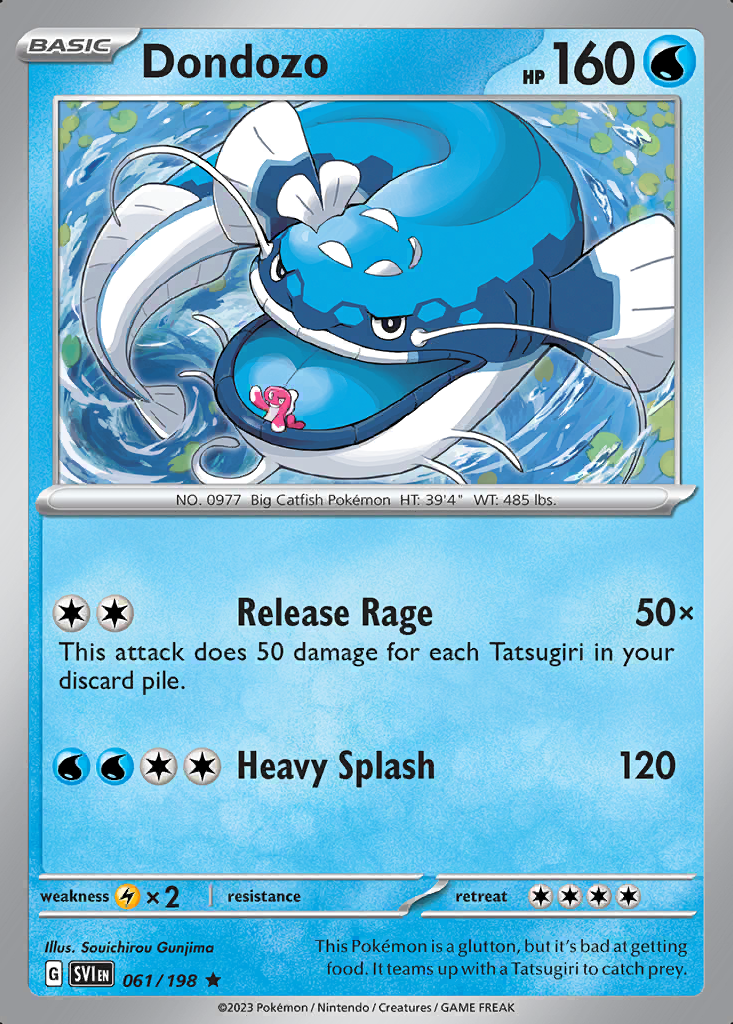 BASIC
Dondozo
HP 160
NO. 0977 Big Catfish Pokémon HT: 39'4" WT: 485 lbs.
Release Rage 50×
This attack does 50 damage for each Tatsugiri in your
discard pile.
Heavy Splash 120
weakness ×2 resistance retreat
Illus. Souichirou Gunjima
This Pokémon is a glutton, but it's bad at getting
food. It teams up with a Tatsugiri to catch prey.
G SVI EN 061/198 ★
©2023 Pokémon / Nintendo / Creatures / GAME FREAK